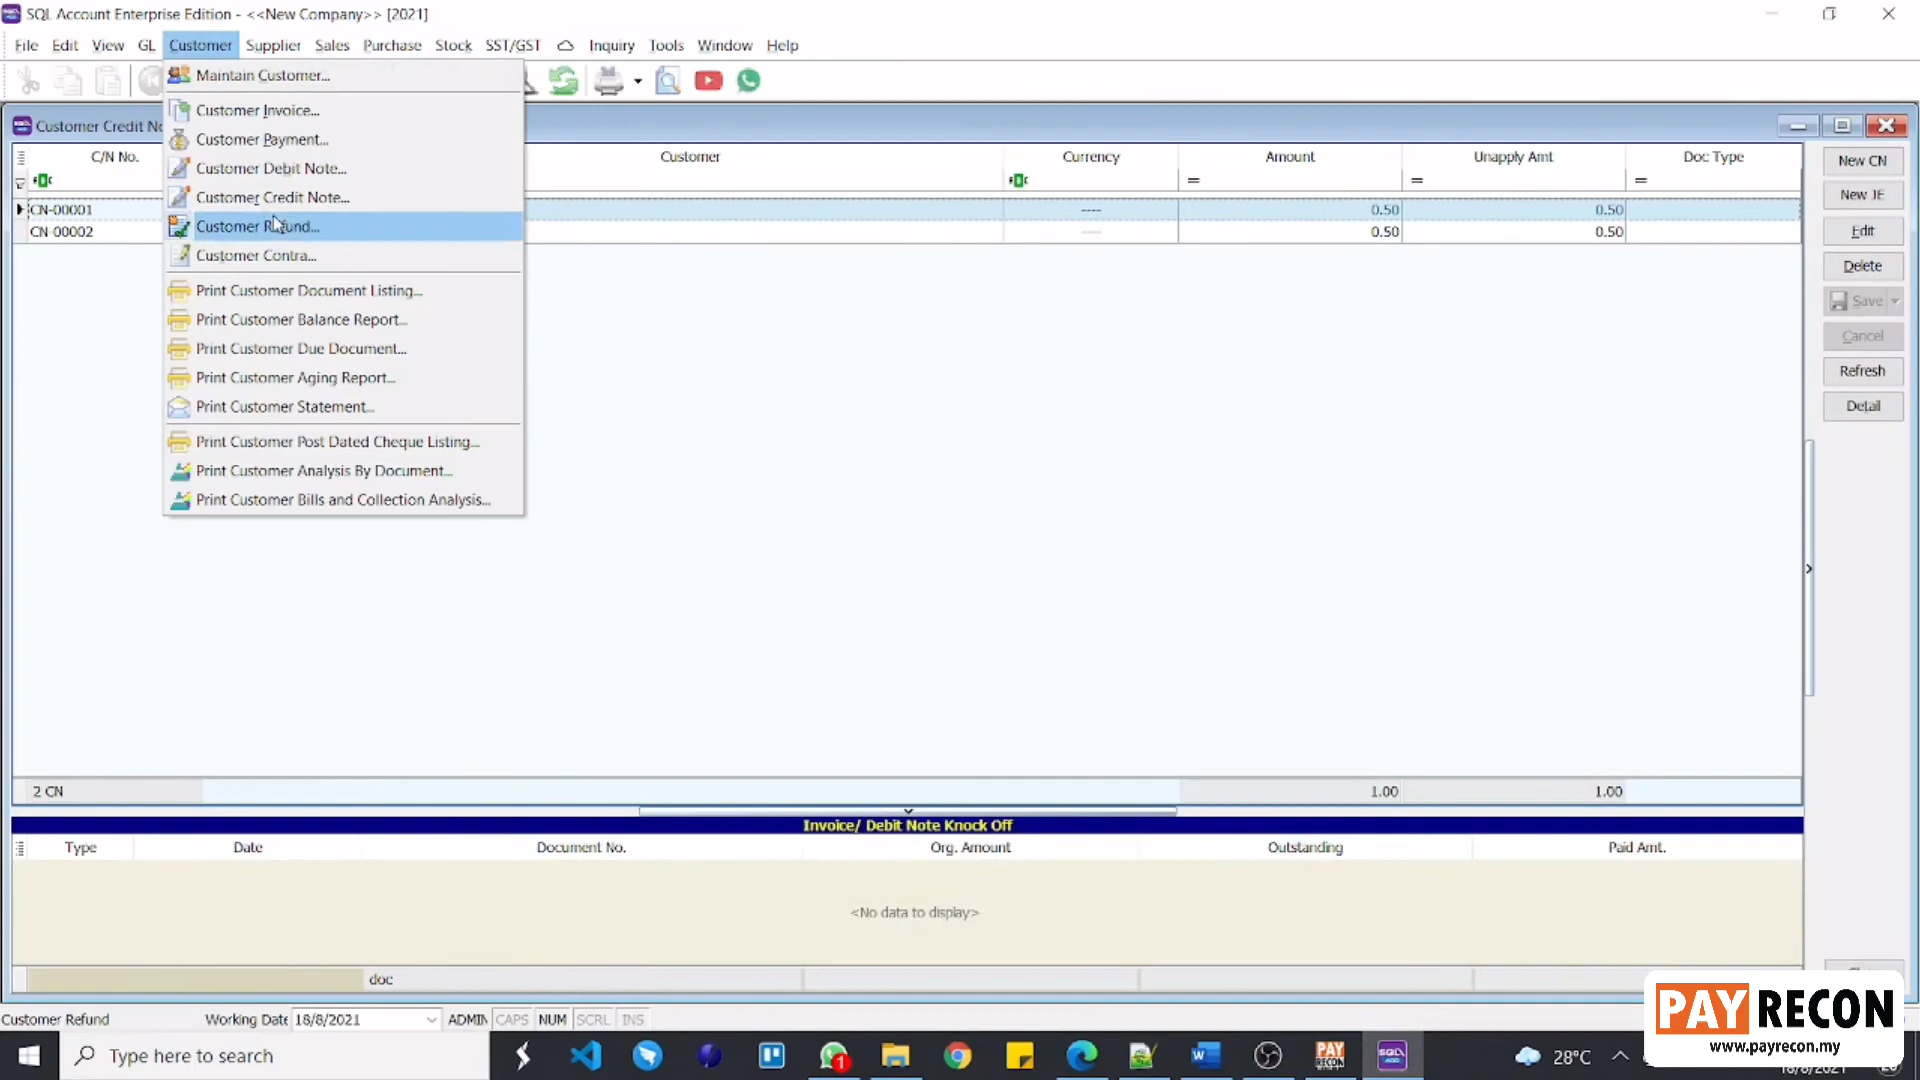 SQL Account Enterprise Edition - <<New Company>> [2021]
File Edit View GL Customer Supplier Sales Purchase Stock SST/GST Inquiry Tools Window Help
Maintain Customer...
Customer Invoice...
Customer Payment...
Customer Debit Note...
Customer Credit Note...
Customer Refund...
Customer Contra...
Print Customer Document Listing...
Print Customer Balance Report...
Print Customer Due Document...
Print Customer Aging Report...
Print Customer Statement...
Print Customer Post Dated Cheque Listing...
Print Customer Analysis By Document...
Print Customer Bills and Collection Analysis...
Customer Credit No
C/N No. Customer Currency Amount Unapply Amt Doc Type
= = =
CN-00001 ---- 0.50 0.50
CN-00002 ---- 0.50 0.50
New CN
New JE
Edit
Delete
Save
Cancel
Refresh
Detail
2 CN 1.00 1.00
Invoice/ Debit Note Knock Off
Type Date Document No. Org. Amount Outstanding Paid Amt.
<No data to display>
doc
Customer Refund Working Date 18/8/2021 ADMIN CAPS NUM SCRL INS
Type here to search
1
PAY RECON
SQL
28°C
PAY RECON
www.payrecon.my